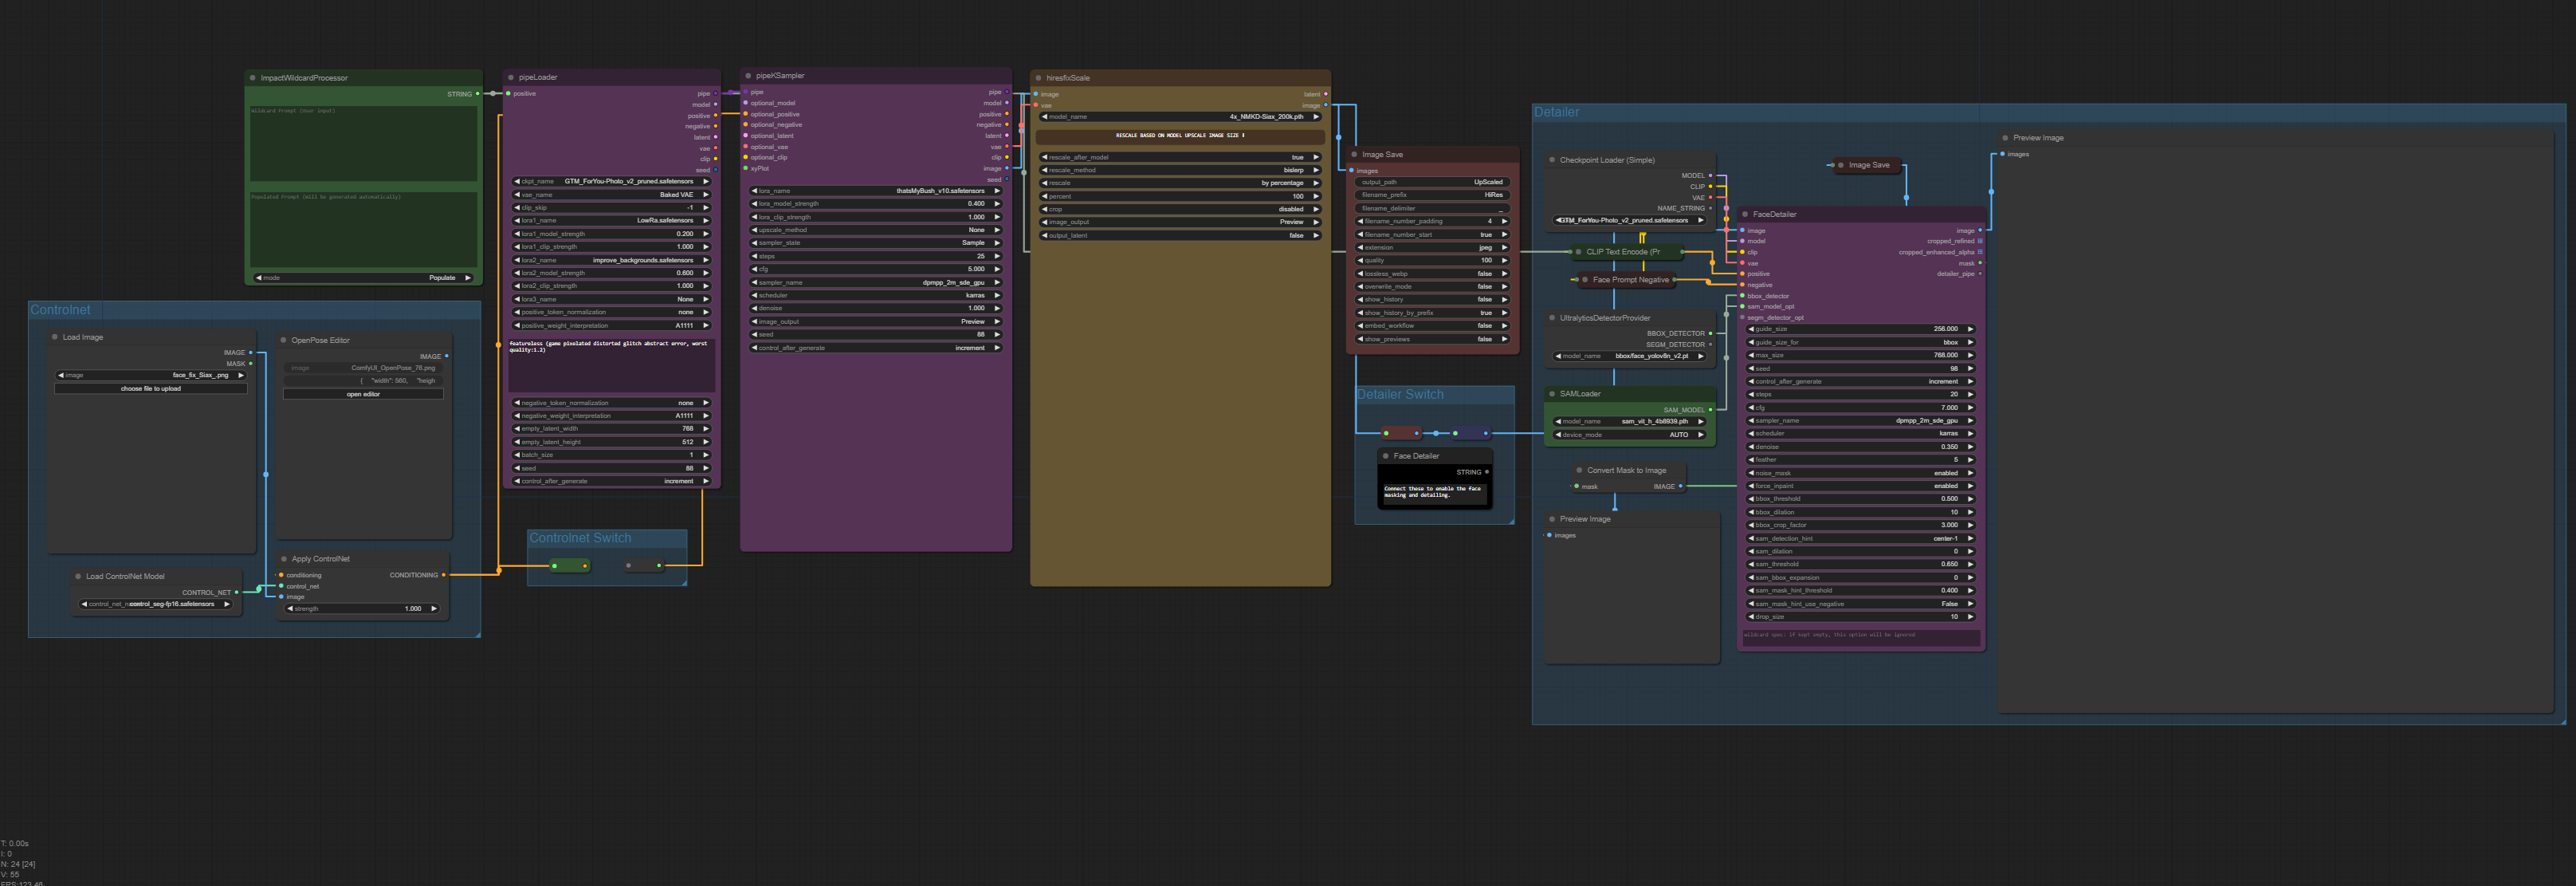 ImpactWildcardProcessor
STRING
Wildcard Prompt (User input)
Populated Prompt (Will be generated automatically)
mode Populate
Controlnet
Load Image
IMAGE
MASK
image face_fix_Siax_.png
choose file to upload
OpenPose Editor
IMAGE
image ComfyUI_OpenPose_76.png
{ "width": 560, "heigh
open editor
Load ControlNet Model
CONTROL_NET
control_seg-fp16.safetensors
Apply ControlNet
conditioning CONDITIONING
control_net
image
strength 1.000
pipeLoader
positive pipe
model
positive
negative
latent
vae
clip
seed
ckpt_name GTM_ForYou-Photo_v2_pruned.safetensors
vae_name Baked VAE
clip_skip -1
lora1_name LowRa.safetensors
lora1_model_strength 0.200
lora1_clip_strength 1.000
lora2_name improve_backgrounds.safetensors
lora2_model_strength 0.600
lora2_clip_strength 1.000
lora3_name None
positive_token_normalization none
positive_weight_interpretation A1111
featureless (game pixelated distorted glitch abstract error, worst
quality:1.2)
negative_token_normalization none
negative_weight_interpretation A1111
empty_latent_width 768
empty_latent_height 512
batch_size 1
seed 88
control_after_generate increment
Controlnet Switch
pipeKSampler
pipe pipe
optional_model model
optional_positive positive
optional_negative negative
optional_latent latent
optional_vae vae
optional_clip clip
xyPlot image
seed
lora_name thatsMyBush_v10.safetensors
lora_model_strength 0.400
lora_clip_strength 1.000
upscale_method None
sampler_state Sample
steps 25
cfg 5.000
sampler_name dpmpp_2m_sde_gpu
scheduler karras
denoise 1.000
image_output Preview
seed 88
control_after_generate increment
hiresfixScale
image latent
vae image
model_name 4x_NMKD-Siax_200k.pth
RESCALE BASED ON MODEL UPSCALE IMAGE SIZE
rescale_after_model true
rescale_method bislerp
rescale by percentage
percent 100
crop disabled
image_output Preview
output_latent false
Image Save
images
output_path UpScaled
filename_prefix HiRes
filename_delimiter _
filename_number_padding 4
filename_number_start true
extension jpeg
quality 100
lossless_webp false
overwrite_mode false
show_history false
show_history_by_prefix true
embed_workflow false
show_previews false
Detailer Switch
Face Detailer
STRING
Connect these to enable the face
masking and detailing.
Detailer
Checkpoint Loader (Simple)
MODEL
CLIP
VAE
NAME_STRING
GTM_ForYou-Photo_v2_pruned.safetensors
CLIP Text Encode (Pr
Face Prompt Negative
UltralyticsDetectorProvider
BBOX_DETECTOR
SEGM_DETECTOR
model_name bbox/face_yolov8n_v2.pt
SAMLoader
SAM_MODEL
model_name sam_vit_h_4b8939.pth
device_mode AUTO
Convert Mask to Image
mask IMAGE
Preview Image
images
Image Save
FaceDetailer
image image
model cropped_refined
clip cropped_enhanced_alpha
vae mask
positive detailer_pipe
negative
bbox_detector
sam_model_opt
segm_detector_opt
guide_size 256.000
guide_size_for bbox
max_size 768.000
seed 98
control_after_generate increment
steps 20
cfg 7.000
sampler_name dpmpp_2m_sde_gpu
scheduler karras
denoise 0.350
feather 5
noise_mask enabled
force_inpaint enabled
bbox_threshold 0.500
bbox_dilation 10
bbox_crop_factor 3.000
sam_detection_hint center-1
sam_dilation 0
sam_threshold 0.650
sam_bbox_expansion 0
sam_mask_hint_threshold 0.400
sam_mask_hint_use_negative False
drop_size 10
wildcard spec: if kept empty, this option will be ignored
Preview Image
images
T: 0.00s
I: 0
N: 24 [24]
V: 55
FPS:123.46